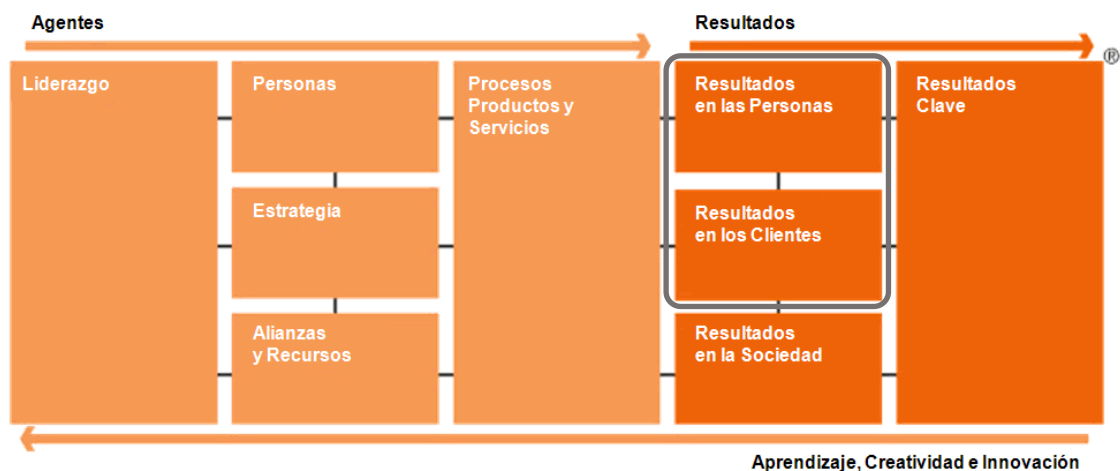 Agentes
Resultados
®
Liderazgo
Personas
Procesos
Productos y
Servicios
Resultados
en las Personas
Resultados
Clave
Estrategia
Resultados
en los Clientes
Alianzas
y Recursos
Resultados
en la Sociedad
Aprendizaje, Creatividad e Innovación